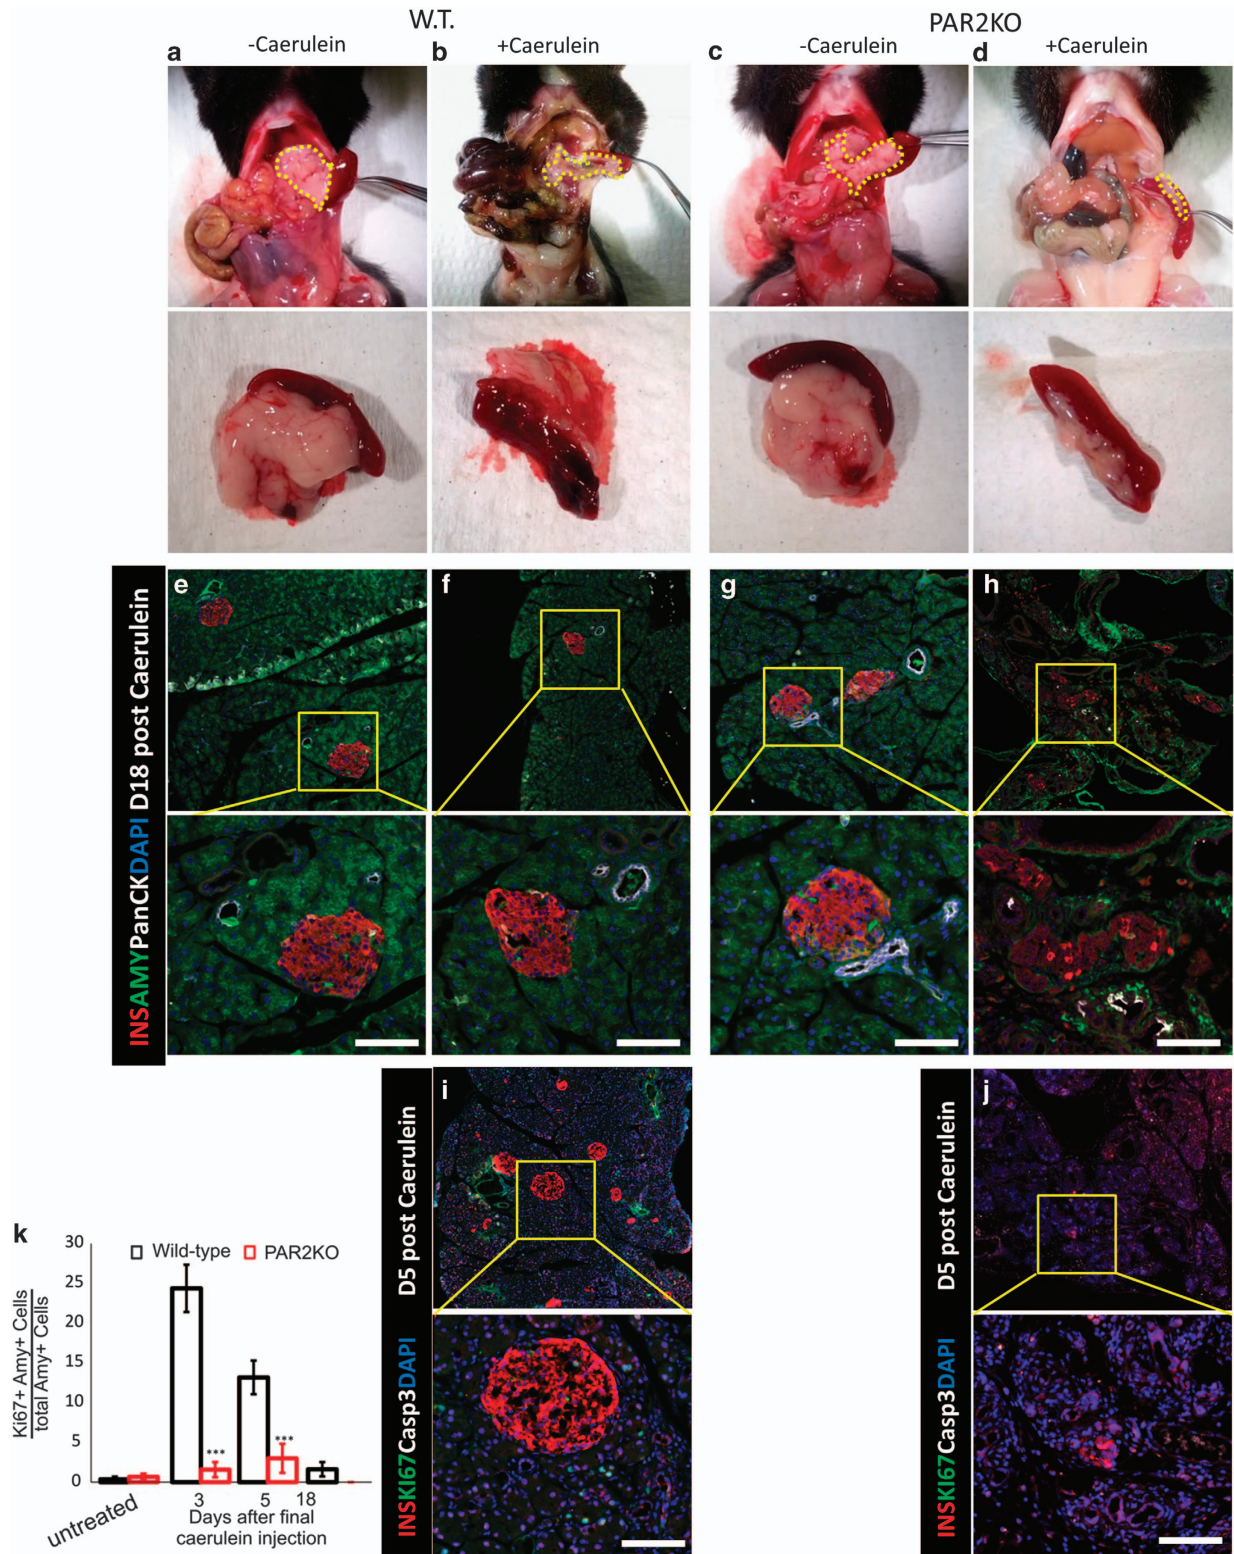 W.T.
PAR2KO
a
-Caerulein
b
+Caerulein
c
-Caerulein
d
+Caerulein
INSAMYPanCKDAPI D18 post Caerulein
e
f
g
h
INSKI67Casp3DAPI D5 post Caerulein
i
INSKI67Casp3DAPI D5 post Caerulein
j
k
Ki67+ Amy+ Cells
total Amy+ Cells
30
25
20
15
10
5
0
Wild-type
PAR2KO
***
***
untreated
3 5 18
Days after final
caerulein injection